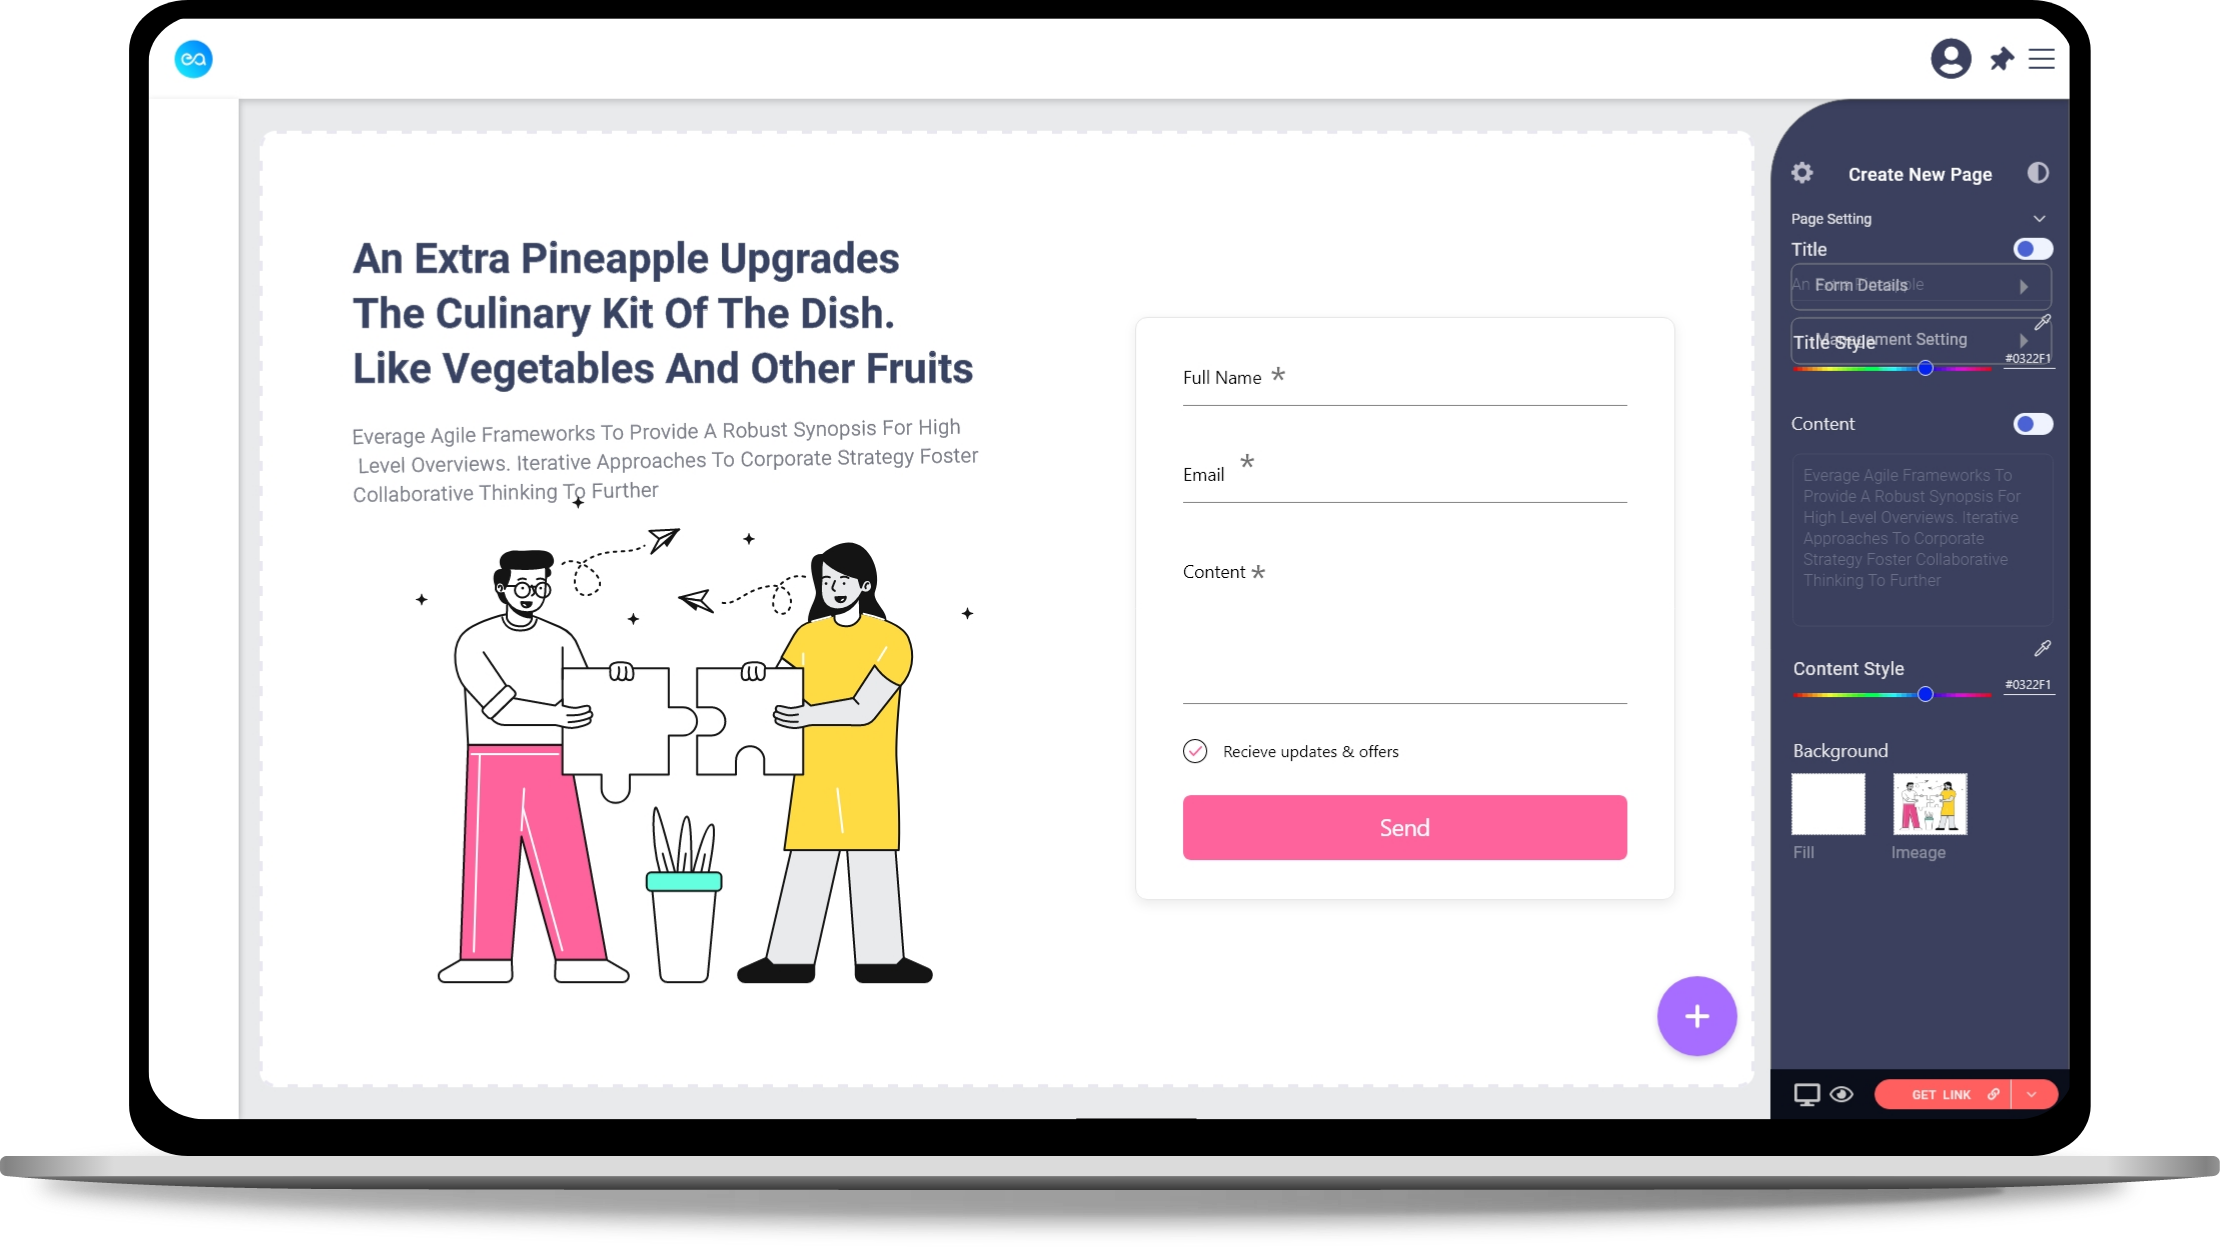 ea
Create New Page
Page Setting
Title
An Extra Pineapple
Form Details
Management Setting
Title Style
#0322F1
Content
Everage Agile Frameworks To
Provide A Robust Synopsis For
High Level Overviews. Iterative
Approaches To Corporate
Strategy Foster Collaborative
Thinking To Further
Content Style
#0322F1
Background
Fill
Imeage
GET LINK
An Extra Pineapple Upgrades
The Culinary Kit Of The Dish.
Like Vegetables And Other Fruits
Everage Agile Frameworks To Provide A Robust Synopsis For High
Level Overviews. Iterative Approaches To Corporate Strategy Foster
Collaborative Thinking To Further
Full Name *
Email *
Content *
Recieve updates & offers
Send